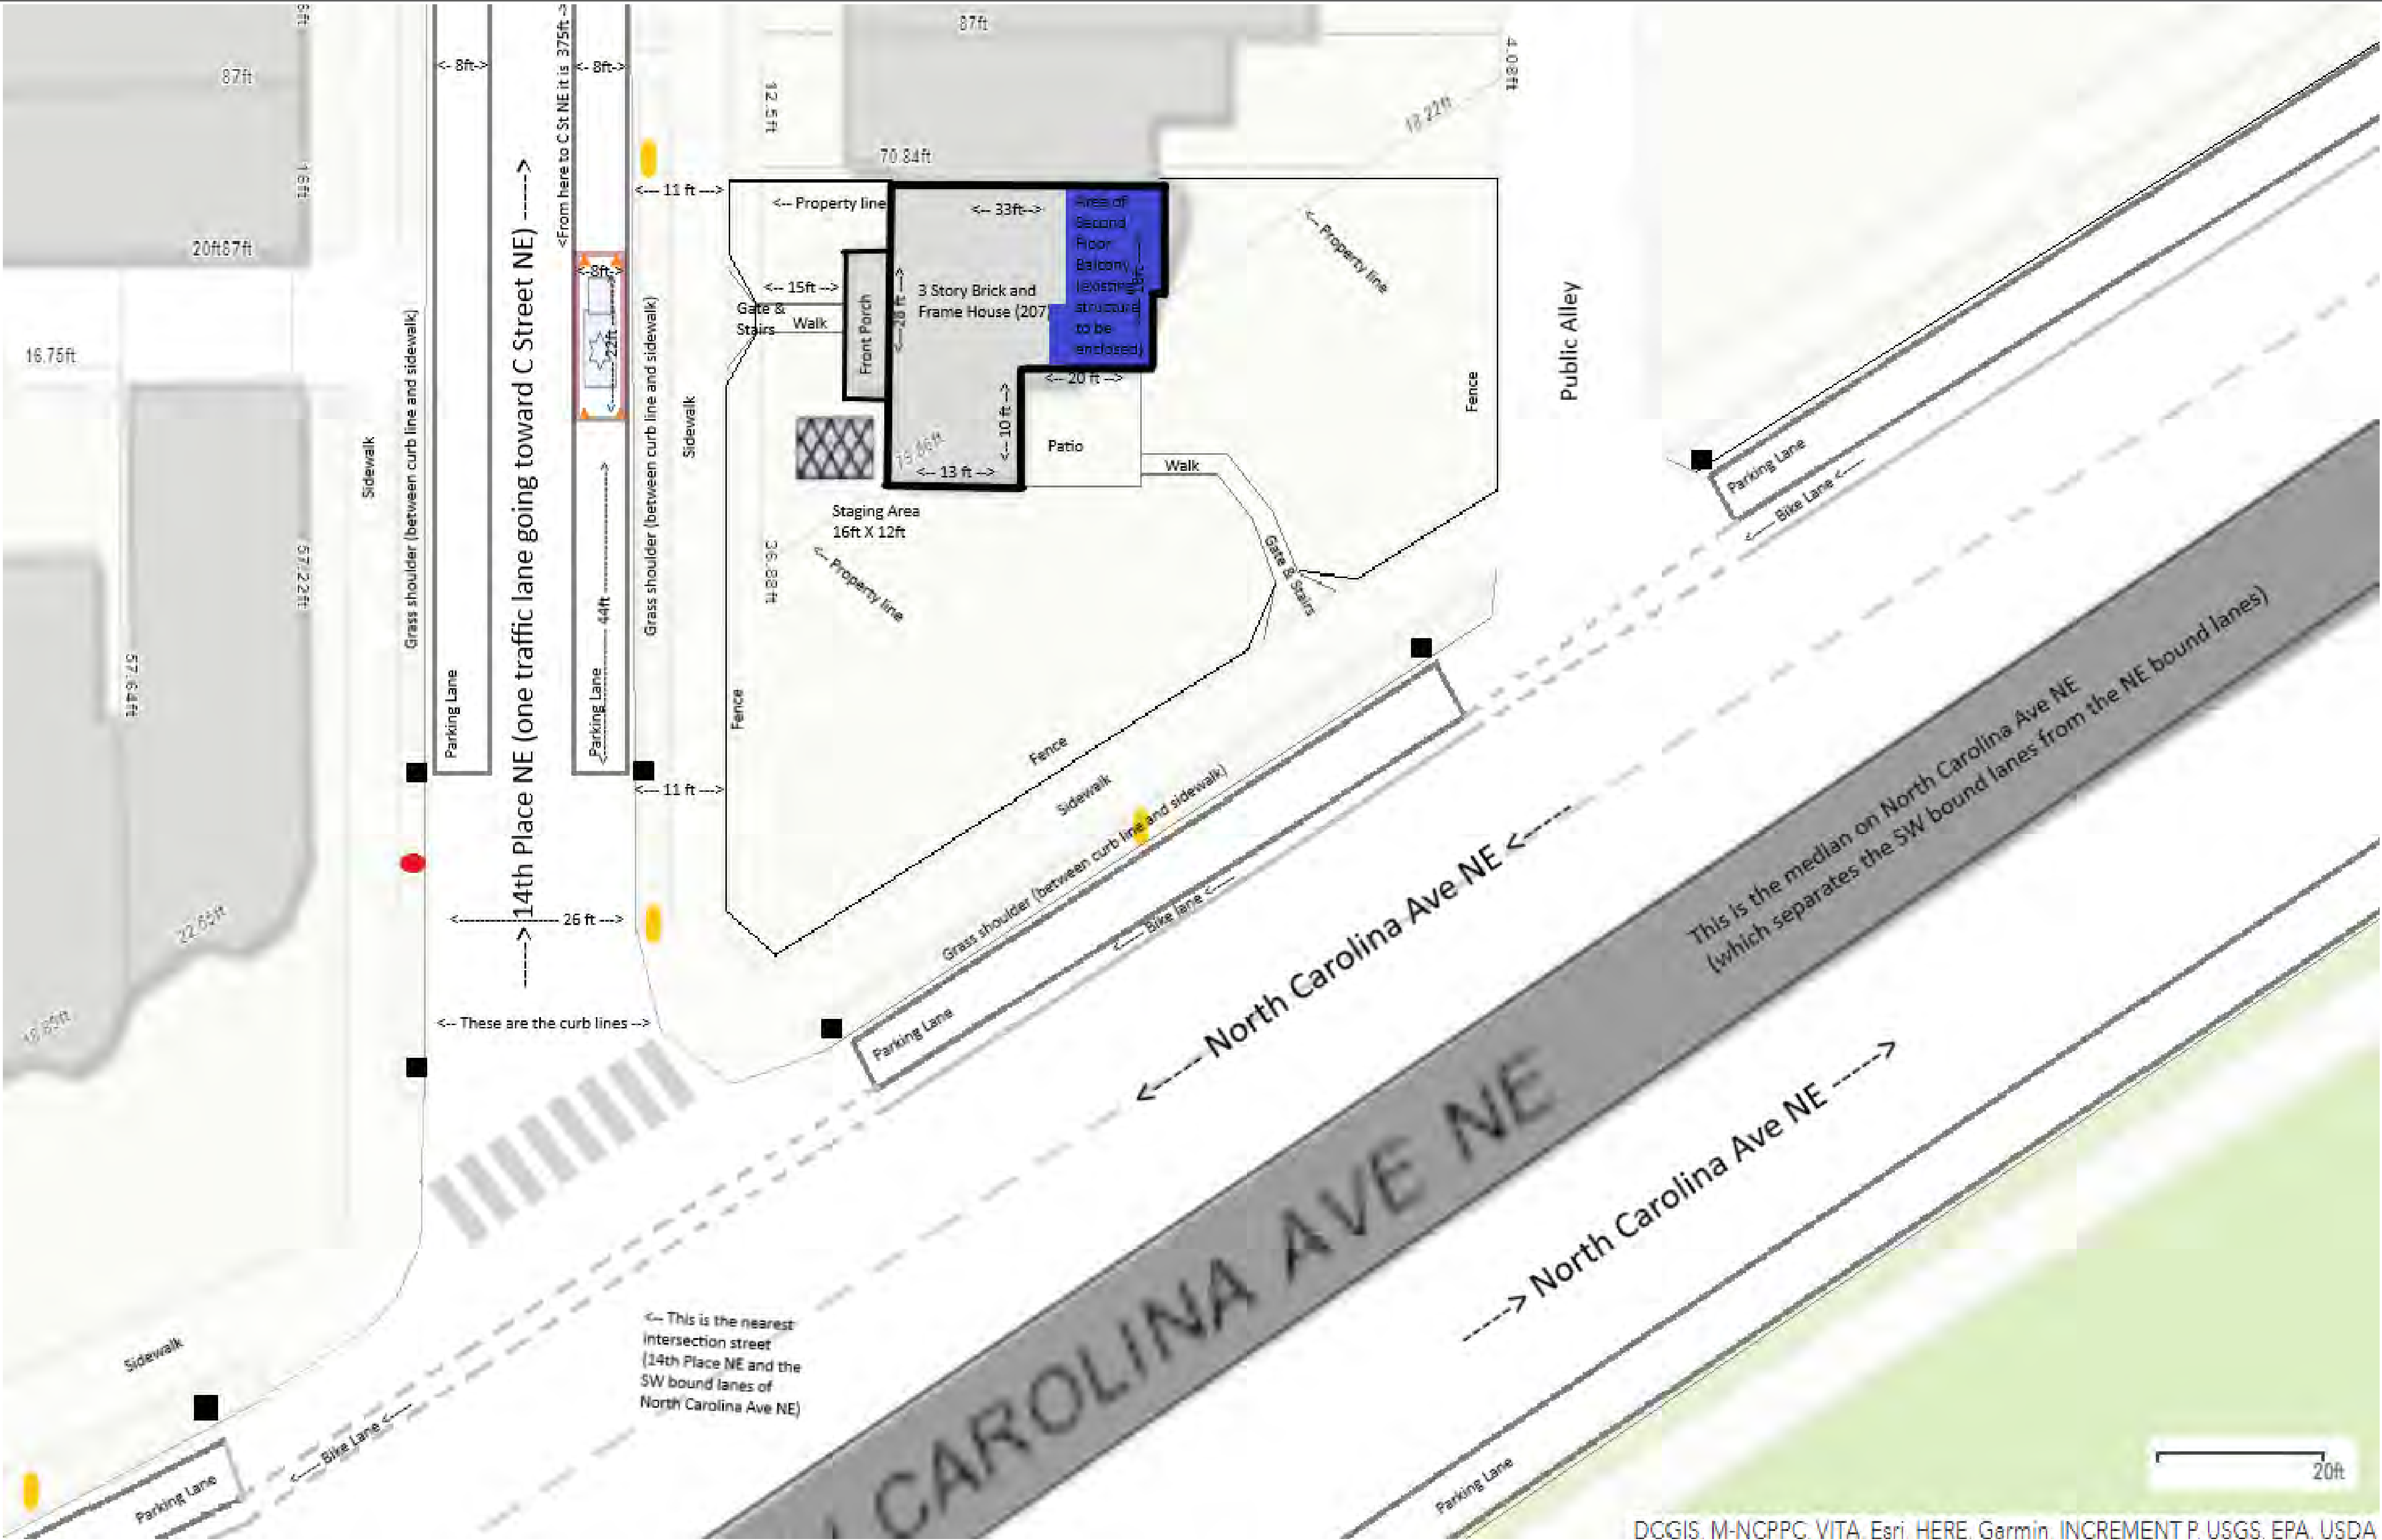 87ft
16ft
20ft87ft
16.75ft
57.22ft
57.64ft
22.65ft
Sidewalk
Grass shoulder (between curb line and sidewalk)
<- 8ft->
Parking Lane
------>14th Place NE (one traffic lane going toward C Street NE) ----->
<From here to C St NE it is 375ft->
<- 8ft->
<-8ft->
<------22ft------>
<------ 44ft ------>
Parking Lane
Grass shoulder (between curb line and sidewalk)
Sidewalk
<--- 11 ft --->
<--- 11 ft --->
<------------ 26 ft -->
<-- These are the curb lines -->
87ft
12.5ft
70.84ft
4.08ft
18.22ft
<-- Property line
<-- 33ft-->
Area of
Second
Floor
Balcony
(existing
structure
to be
enclosed)
18ft
<-- Property line
<-- 15ft -->
Gate &
Stairs
Walk
Front Porch
<---28 ft --->
3 Story Brick and
Frame House (207)
<-- 20 ft -->
<--10 ft -->
<-- 13 ft -->
Patio
Walk
Gate & Stairs
Staging Area
16ft X 12ft
<-- Property line
36.88ft
Fence
Fence
Fence
Public Alley
Sidewalk
Grass shoulder (between curb line and sidewalk)
Parking Lane
<---- Bike lane <---
Parking Lane
<---- Bike Lane <---
<----- North Carolina Ave NE <-----
This is the median on North Carolina Ave NE
(which separates the SW bound lanes from the NE bound lanes)
CAROLINA AVE NE
----> North Carolina Ave NE ----->
Parking Lane
<-- This is the nearest
intersection street
(14th Place NE and the
SW bound lanes of
North Carolina Ave NE)
Sidewalk
<---- Bike Lane <---
Parking Lane
20ft
DCGIS, M-NCPPC, VITA, Esri, HERE, Garmin, INCREMENT P, USGS, EPA, USDA